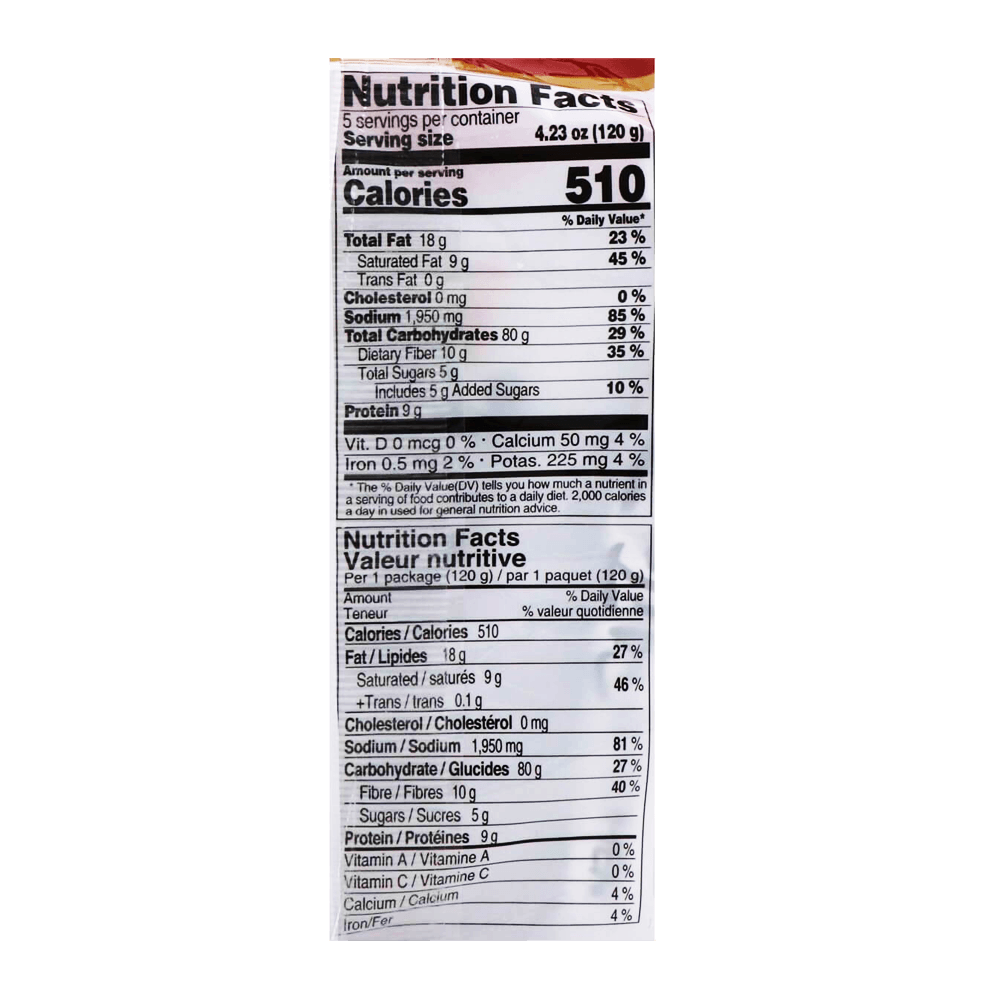 Nutrition Facts
5 servings per container
Serving size 4.23 oz (120 g)
Amount per serving
Calories 510
% Daily Value*
Total Fat 18 g 23 %
Saturated Fat 9 g 45 %
Trans Fat 0 g
Cholesterol 0 mg 0 %
Sodium 1,950 mg 85 %
Total Carbohydrates 80 g 29 %
Dietary Fiber 10 g 35 %
Total Sugars 5 g
Includes 5 g Added Sugars 10 %
Protein 9 g
Vit. D 0 mcg 0 % · Calcium 50 mg 4 %
Iron 0.5 mg 2 % · Potas. 225 mg 4 %
* The % Daily Value(DV) tells you how much a nutrient in
a serving of food contributes to a daily diet. 2,000 calories
a day in used for general nutrition advice.
Nutrition Facts
Valeur nutritive
Per 1 package (120 g) / par 1 paquet (120 g)
Amount % Daily Value
Teneur % valeur quotidienne
Calories / Calories 510
Fat / Lipides 18 g 27 %
Saturated / saturés 9 g 46 %
+Trans / trans 0.1 g
Cholesterol / Cholestérol 0 mg
Sodium / Sodium 1,950 mg 81 %
Carbohydrate / Glucides 80 g 27 %
Fibre / Fibres 10 g 40 %
Sugars / Sucres 5 g
Protein / Protéines 9 g
Vitamin A / Vitamine A 0 %
Vitamin C / Vitamine C 0 %
Calcium / Calcium 4 %
Iron/Fer 4 %